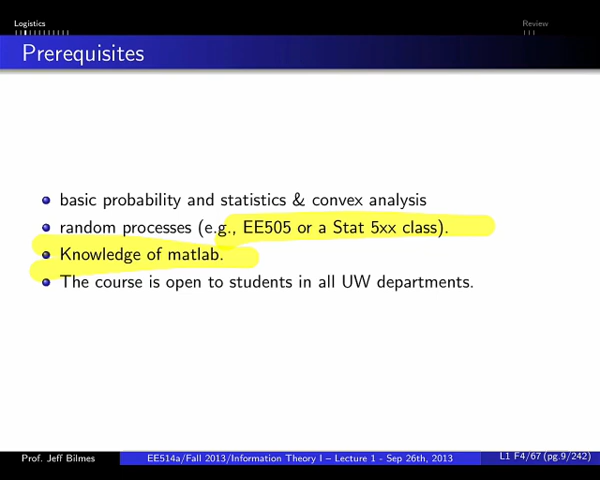 Logistics
Review
Prerequisites
basic probability and statistics & convex analysis
random processes (e.g., EE505 or a Stat 5xx class).
Knowledge of matlab.
The course is open to students in all UW departments.
Prof. Jeff Bilmes
EE514a/Fall 2013/Information Theory I – Lecture 1 - Sep 26th, 2013
L1 F4/67 (pg.9/242)